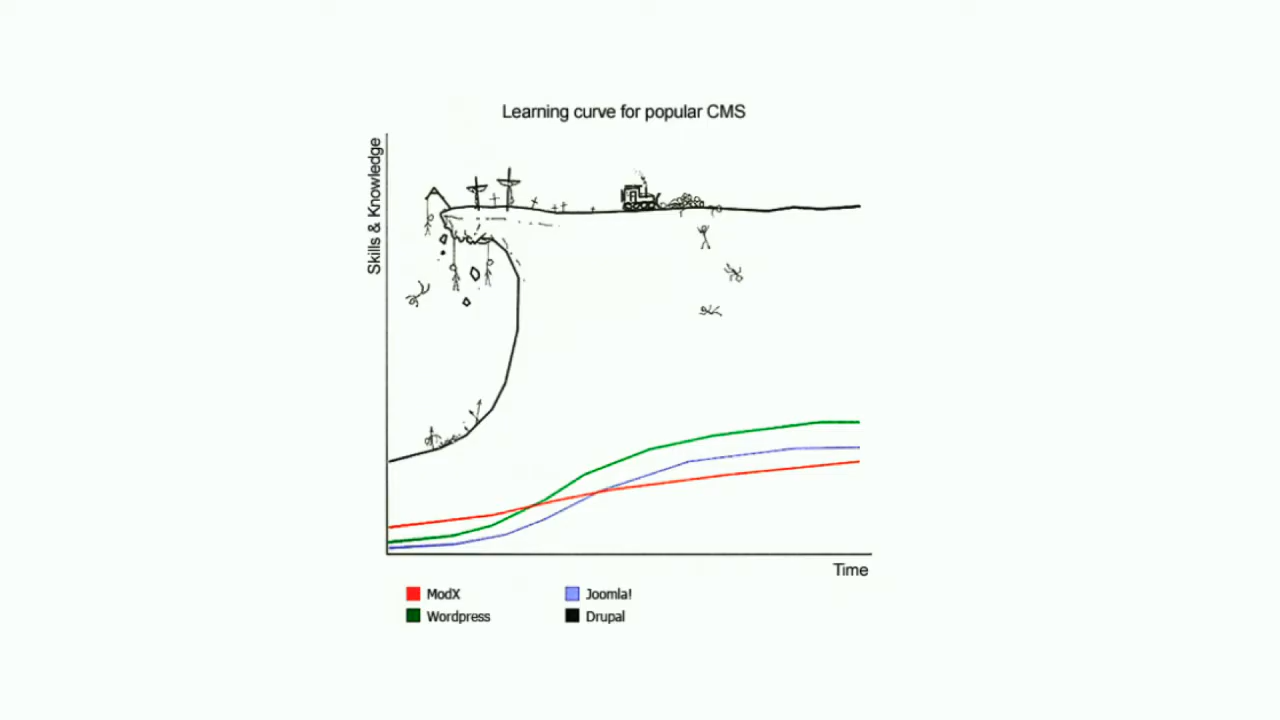 Learning curve for popular CMS
Skills & Knowledge
Time
ModX
Joomla!
Wordpress
Drupal